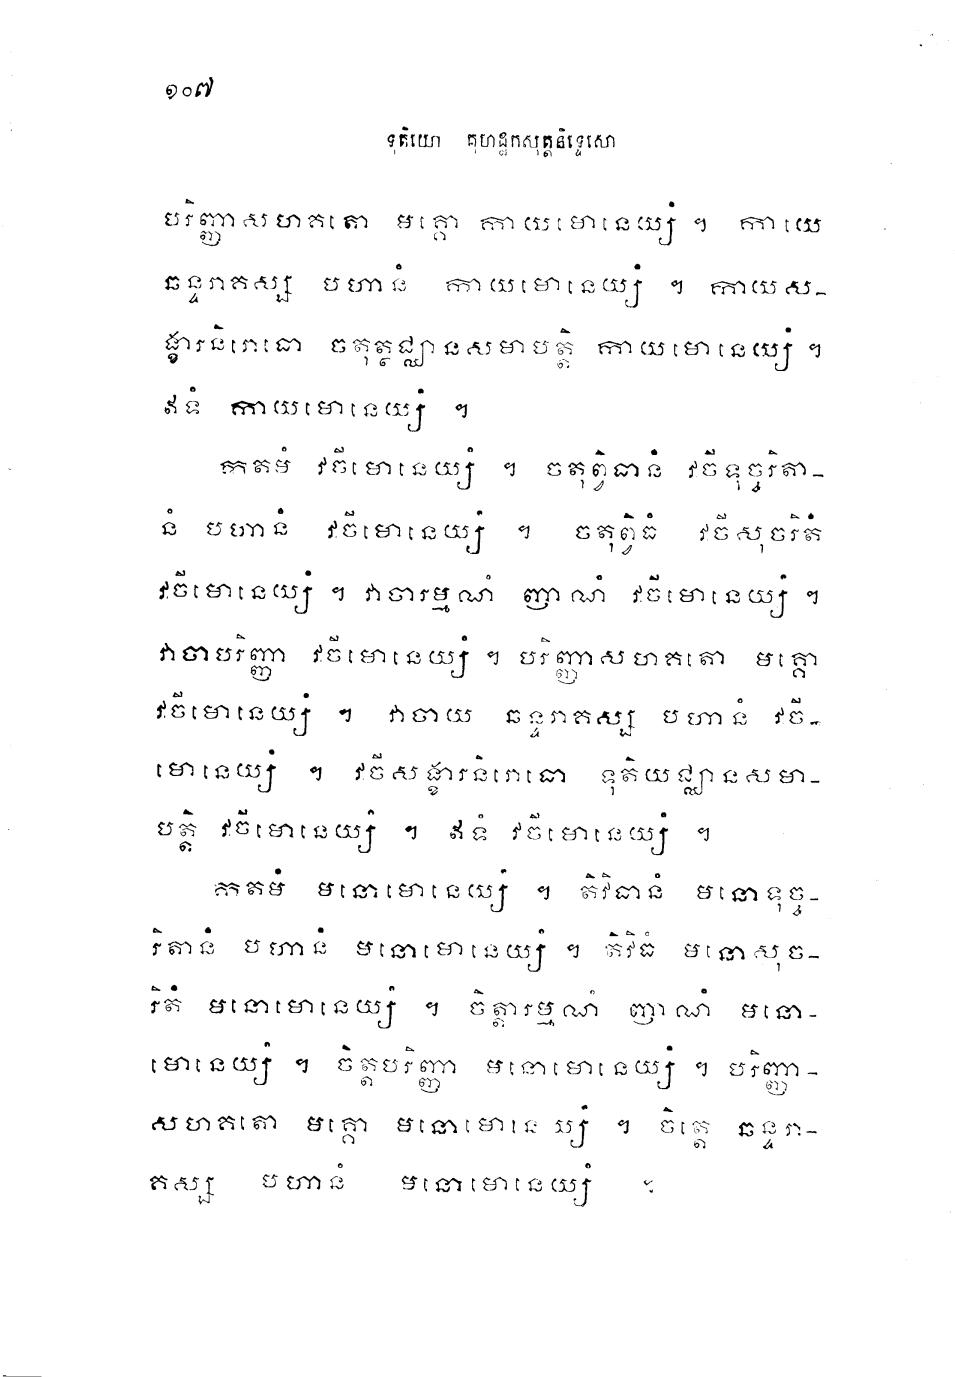 ១០៧
ទុតិយោ គុហដ្ឋកសុត្តនិទ្ទេសោ
បរិញ្ញាសហគតោ មគ្គោ កាយមោនេយ្យំ ។ កាយេ
ឆន្ទរាគស្ស បហានំ កាយមោនេយ្យំ ។ កាយស-
ង្ខារនិរោធោ ចតុត្ថជ្ឈានសមាបត្តិ កាយមោនេយ្យំ ។
ឥទំ កាយមោនេយ្យំ ។
កតមំ វចីមោនេយ្យំ ។ ចតុព្វិធានំ វចីទុច្ចរិតា-
នំ បហានំ វចីមោនេយ្យំ ។ ចតុព្វិធំ វចីសុចរិតំ
វចីមោនេយ្យំ ។ វាចារម្មណំ ញាណំ វចីមោនេយ្យំ ។
វាចាបរិញ្ញា វចីមោនេយ្យំ ។ បរិញ្ញាសហគតោ មគ្គោ
វចីមោនេយ្យំ ។ វាចាយ ឆន្ទរាគស្ស បហានំ វចី-
មោនេយ្យំ ។ វចីសង្ខារនិរោធោ ទុតិយជ្ឈានសមា-
បត្តិ វចីមោនេយ្យំ ។ ឥទំ វចីមោនេយ្យំ ។
កតមំ មនោមោនេយ្យំ ។ តិវិធានំ មនោទុច្ច-
រិតានំ បហានំ មនោមោនេយ្យំ ។ តិវិធំ មនោសុច-
រិតំ មនោមោនេយ្យំ ។ ចិត្តារម្មណំ ញាណំ មនោ-
មោនេយ្យំ ។ ចិត្តបរិញ្ញា មនោមោនេយ្យំ ។ បរិញ្ញា-
សហគតោ មគ្គោ មនោមោនេយ្យំ ។ ចិត្តេ ឆន្ទរា-
គស្ស បហានំ មនោមោនេយ្យំ ។